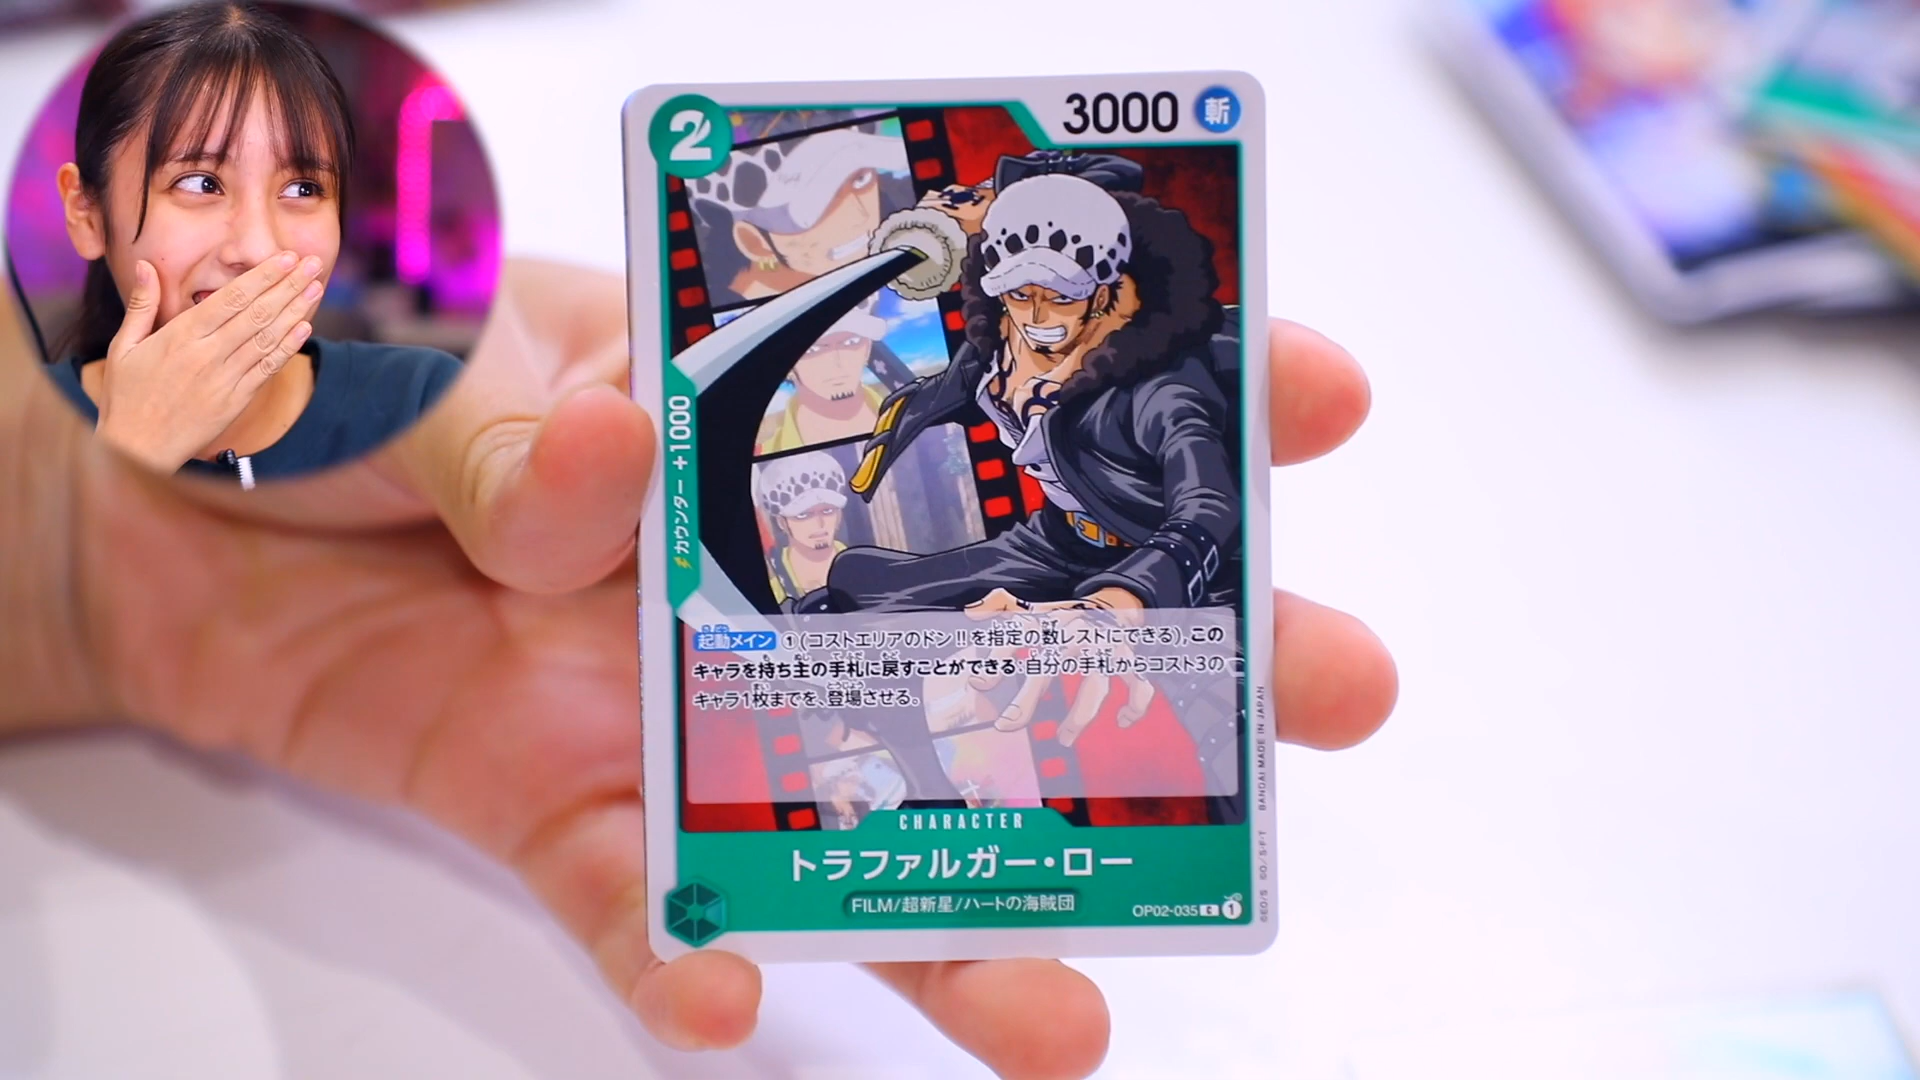 2
3000 斬
カウンター +1000
起動メイン ①(コストエリアのドン!!を指定の数レストにできる),この
キャラを持ち主の手札に戻すことができる:自分の手札からコスト3の
キャラ1枚までを、登場させる。
CHARACTER
トラファルガー・ロー
FILM/超新星/ハートの海賊団
OP02-035 C 1
©E.O/S ©O/S·F·T BANDAI MADE IN JAPAN